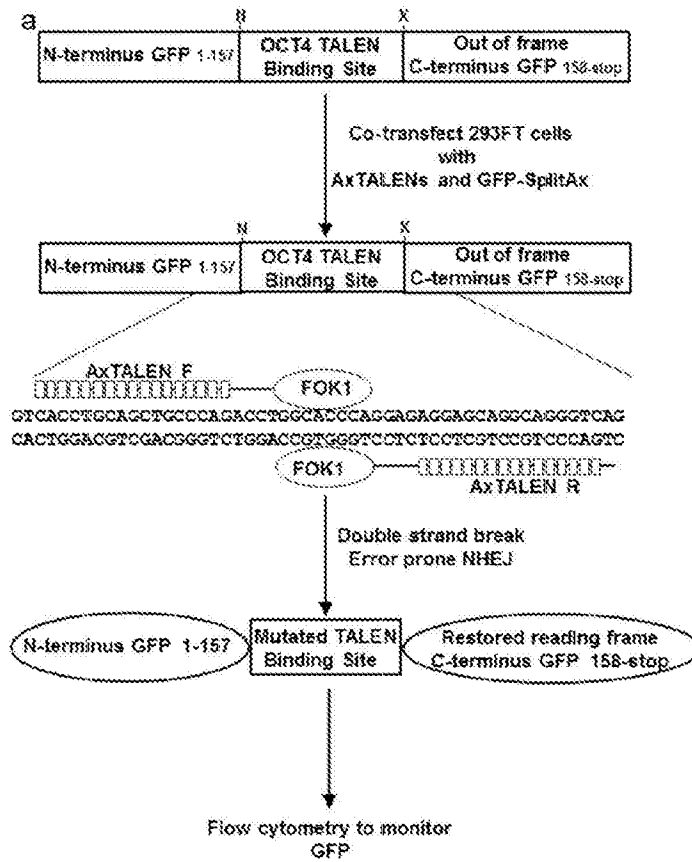 a
N X
N-terminus GFP 1-157
OCT4 TALEN
Binding Site
Out of frame
C-terminus GFP 158-stop
Co-transfect 293FT cells
with
AxTALENs and GFP-SplitAx
N X
N-terminus GFP 1-157
OCT4 TALEN
Binding Site
Out of frame
C-terminus GFP 158-stop
AxTALEN F
FOK1
GTCACCTGCAGCTGCCCAGACCTGGCACCCAGGAGAGGAGCAGGCAGGGTCAG
CACTGGACGTCGACGGGTCTGGACCGTGGGTCCTCTCCTCGTCCGTCCCAGTC
FOK1
AxTALEN R
Double strand break
Error prone NHEJ
N-terminus GFP 1-157
Mutated TALEN
Binding Site
Restored reading frame
C-terminus GFP 158-stop
Flow cytometry to monitor
GFP